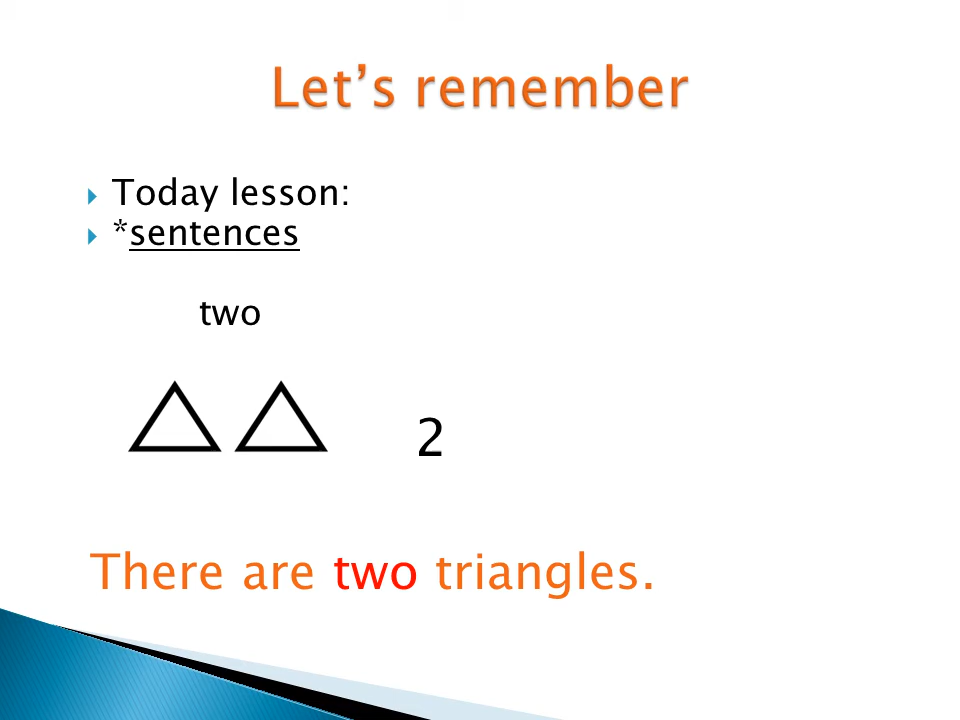 Let’s remember
Today lesson:
*sentences
two
2
There are two triangles.